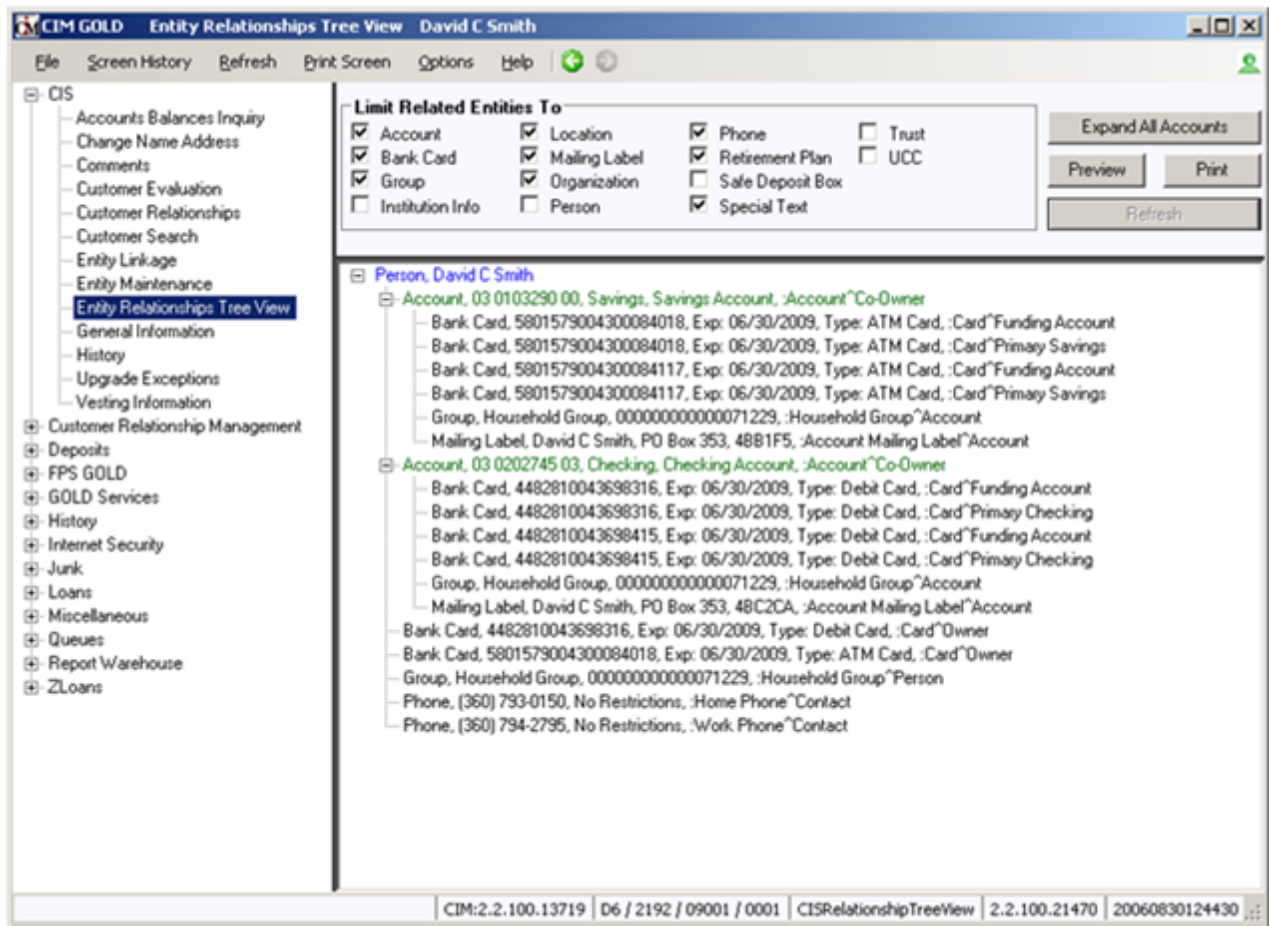 CIM GOLD Entity Relationships Tree View David C Smith
File Screen History Refresh Print Screen Options Help
CIS
Accounts Balances Inquiry
Change Name Address
Comments
Customer Evaluation
Customer Relationships
Customer Search
Entity Linkage
Entity Maintenance
Entity Relationships Tree View
General Information
History
Upgrade Exceptions
Vesting Information
Customer Relationship Management
Deposits
FPS GOLD
GOLD Services
History
Internet Security
Junk
Loans
Miscellaneous
Queues
Report Warehouse
ZLoans
Limit Related Entities To
Account Location Phone Trust
Bank Card Mailing Label Retirement Plan UCC
Group Organization Safe Deposit Box
Institution Info Person Special Text
Expand All Accounts
Preview Print
Refresh
Person, David C Smith
Account, 03 0103290 00, Savings, Savings Account, :Account^Co-Owner
Bank Card, 5801579004300084018, Exp: 06/30/2009, Type: ATM Card, :Card^Funding Account
Bank Card, 5801579004300084018, Exp: 06/30/2009, Type: ATM Card, :Card^Primary Savings
Bank Card, 5801579004300084117, Exp: 06/30/2009, Type: ATM Card, :Card^Funding Account
Bank Card, 5801579004300084117, Exp: 06/30/2009, Type: ATM Card, :Card^Primary Savings
Group, Household Group, 000000000000071229, :Household Group^Account
Mailing Label, David C Smith, PO Box 353, 4BB1F5, :Account Mailing Label^Account
Account, 03 0202745 03, Checking, Checking Account, :Account^Co-Owner
Bank Card, 4482810043698316, Exp: 06/30/2009, Type: Debit Card, :Card^Funding Account
Bank Card, 4482810043698316, Exp: 06/30/2009, Type: Debit Card, :Card^Primary Checking
Bank Card, 4482810043698415, Exp: 06/30/2009, Type: Debit Card, :Card^Funding Account
Bank Card, 4482810043698415, Exp: 06/30/2009, Type: Debit Card, :Card^Primary Checking
Group, Household Group, 000000000000071229, :Household Group^Account
Mailing Label, David C Smith, PO Box 353, 4BC2CA, :Account Mailing Label^Account
Bank Card, 4482810043698316, Exp: 06/30/2009, Type: Debit Card, :Card^Owner
Bank Card, 5801579004300084018, Exp: 06/30/2009, Type: ATM Card, :Card^Owner
Group, Household Group, 000000000000071229, :Household Group^Person
Phone, (360) 793-0150, No Restrictions, :Home Phone^Contact
Phone, (360) 794-2795, No Restrictions, :Work Phone^Contact
CIM:2.2.100.13719 D6 / 2192 / 09001 / 0001 CISRelationshipTreeView 2.2.100.21470 20060830124430